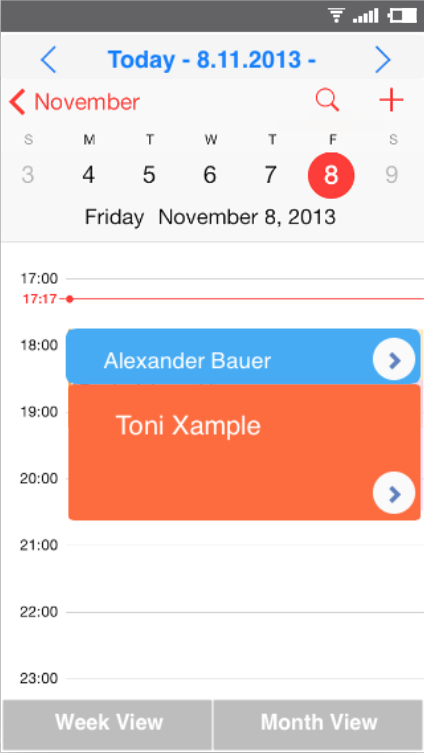 Today - 8.11.2013 -
November
S M T W T F S
3 4 5 6 7 8 9
Friday November 8, 2013
17:00
17:17
18:00
Alexander Bauer
19:00
Toni Xample
20:00
21:00
22:00
23:00
Week View Month View